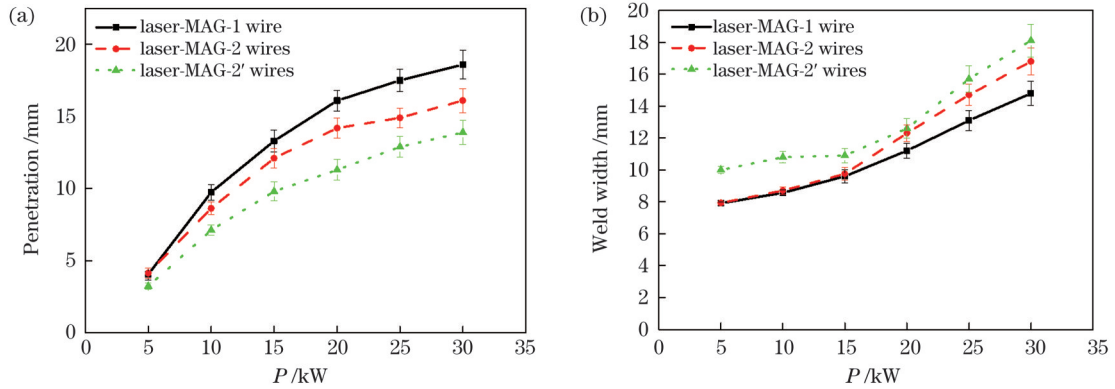 (a)
laser-MAG-1 wire
laser-MAG-2 wires
laser-MAG-2′ wires
Penetration /mm
20
15
10
5
0
0 5 10 15 20 25 30 35
P /kW
(b)
laser-MAG-1 wire
laser-MAG-2 wires
laser-MAG-2′ wires
Weld width/mm
20
18
16
14
12
10
8
6
4
2
0
0 5 10 15 20 25 30 35
P /kW